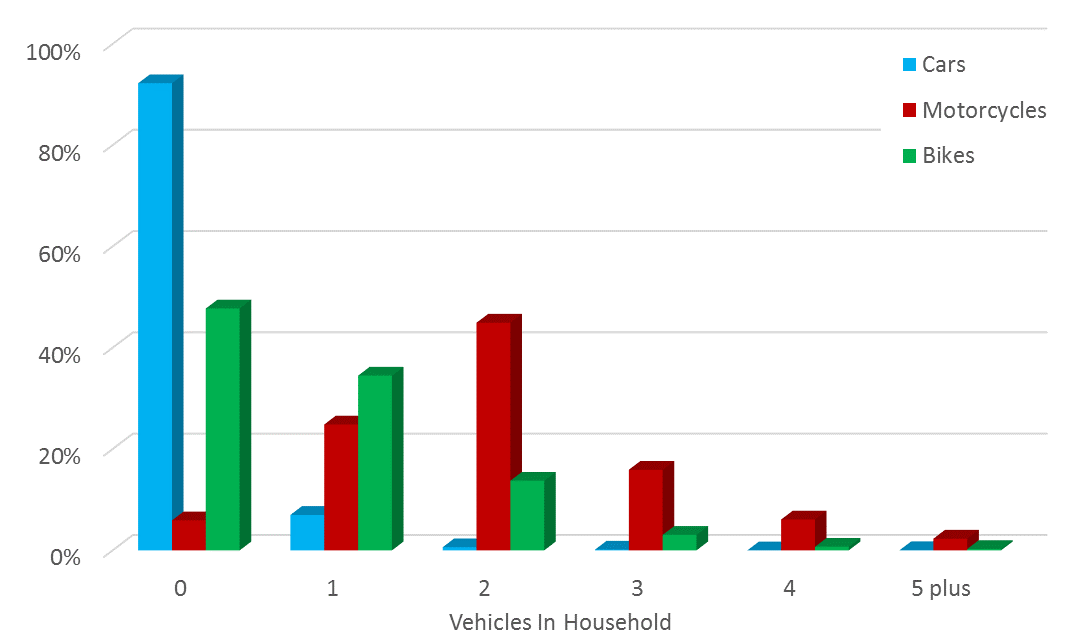 100%
80%
60%
40%
20%
0%
Cars
Motorcycles
Bikes
0 1 2 3 4 5 plus
Vehicles In Household